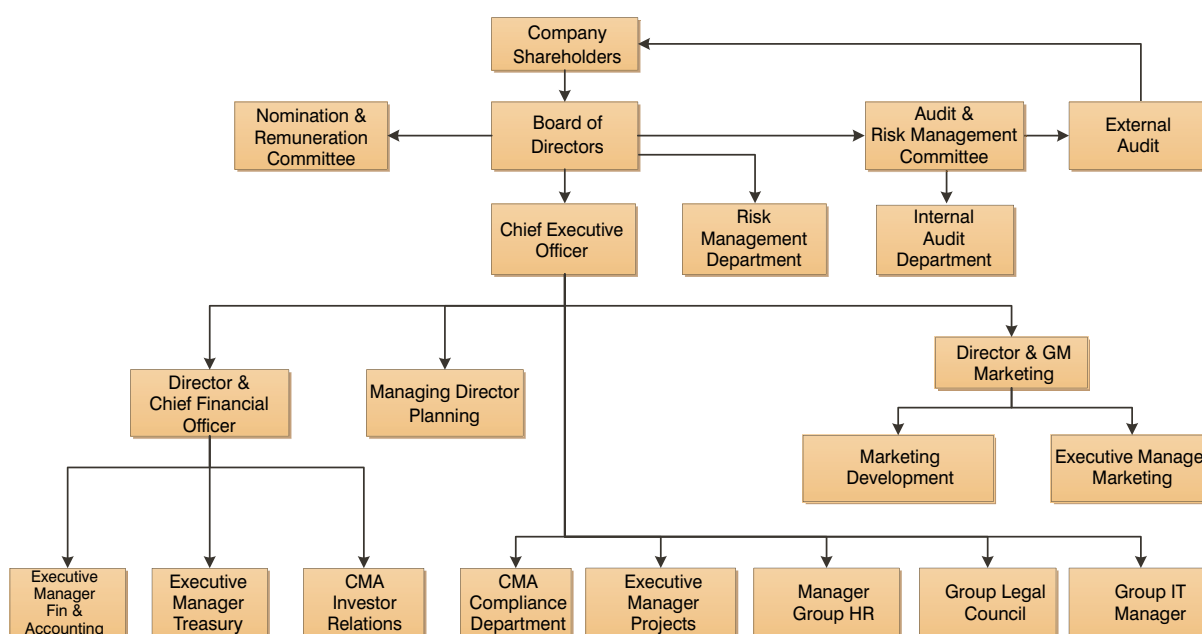 Company
Shareholders
Nomination &
Remuneration
Committee
Board of
Directors
Audit &
Risk Management
Committee
External
Audit
Chief Executive
Officer
Risk
Management
Department
Internal
Audit
Department
Director &
Chief Financial
Officer
Managing Director
Planning
Director & GM
Marketing
Marketing
Development
Executive Manager
Marketing
Executive
Manager
Fin &
Accounting
Executive
Manager
Treasury
CMA
Investor
Relations
CMA
Compliance
Department
Executive
Manager
Projects
Manager
Group HR
Group Legal
Council
Group IT
Manager